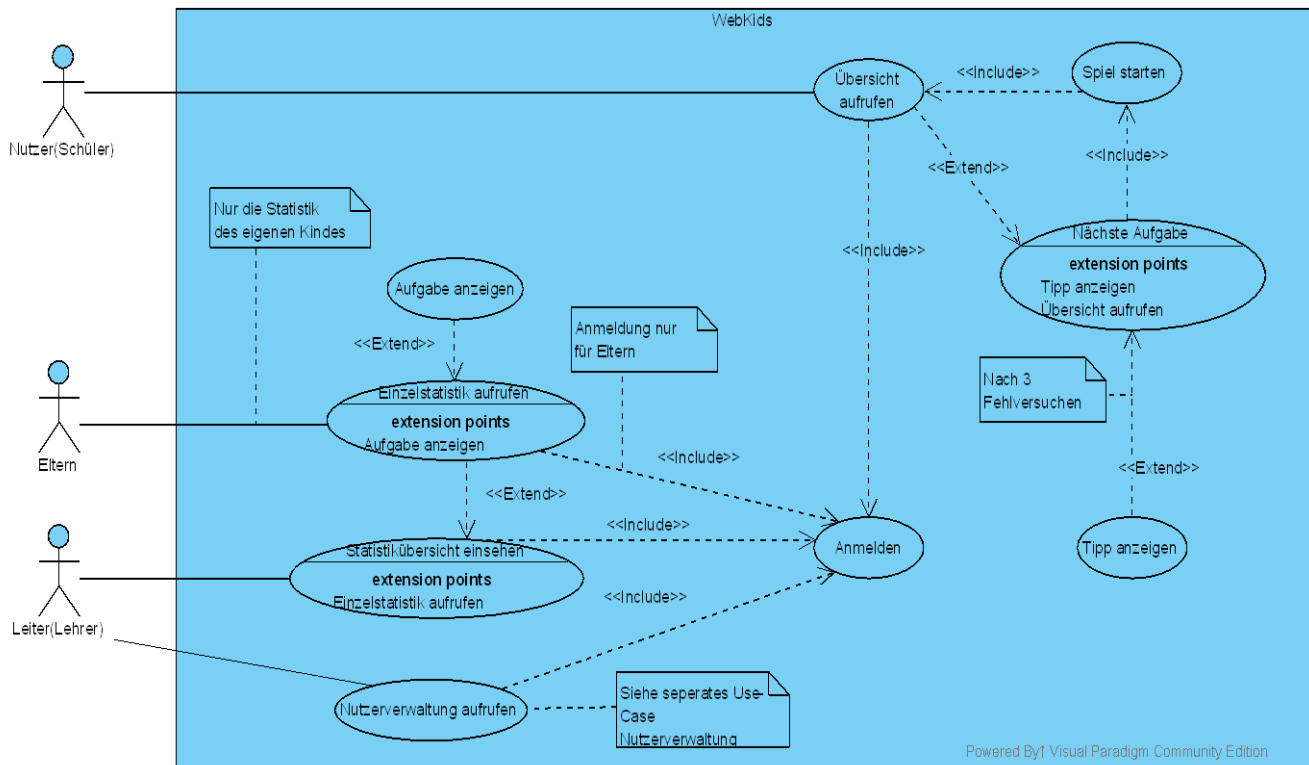 WebKids
Nutzer(Schüler)
Übersicht
aufrufen
<<Include>>
Spiel starten
<<Include>>
<<Extend>>
Nur die Statistik
des eigenen Kindes
<<Include>>
Nächste Aufgabe
extension points
Tipp anzeigen
Übersicht aufrufen
Aufgabe anzeigen
<<Extend>>
Anmeldung nur
für Eltern
Nach 3
Fehlversuchen
Einzelstatistik aufrufen
extension points
Aufgabe anzeigen
Eltern
<<Include>>
<<Extend>>
<<Extend>>
<<Include>>
Statistikübersicht einsehen
extension points
Einzelstatistik aufrufen
Anmelden
Tipp anzeigen
Leiter(Lehrer)
<<Include>>
Nutzerverwaltung aufrufen
Siehe seperates Use
Case
Nutzerverwaltung
Powered By↑ Visual Paradigm Community Edition